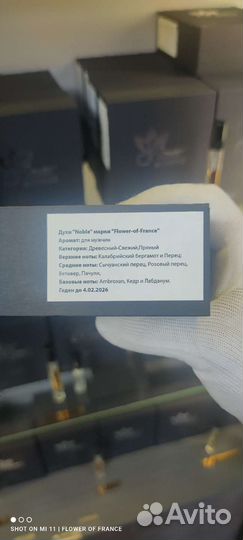 Духи "Noble" марки "Flower-of-France"
Аромат: для мужчин
Категория: Древесный-Свежий,Пряный
Верхние ноты: Калабрийский бергамот и Перец;
Средние ноты: Сычуанский перец, Розовый перец,
Ветивер, Пачули,
Базовые ноты: Ambroxan, Кедр и Лабданум.
Годен до 4.02.2026
SHOT ON MI 11 | FLOWER OF FRANCE
Avito